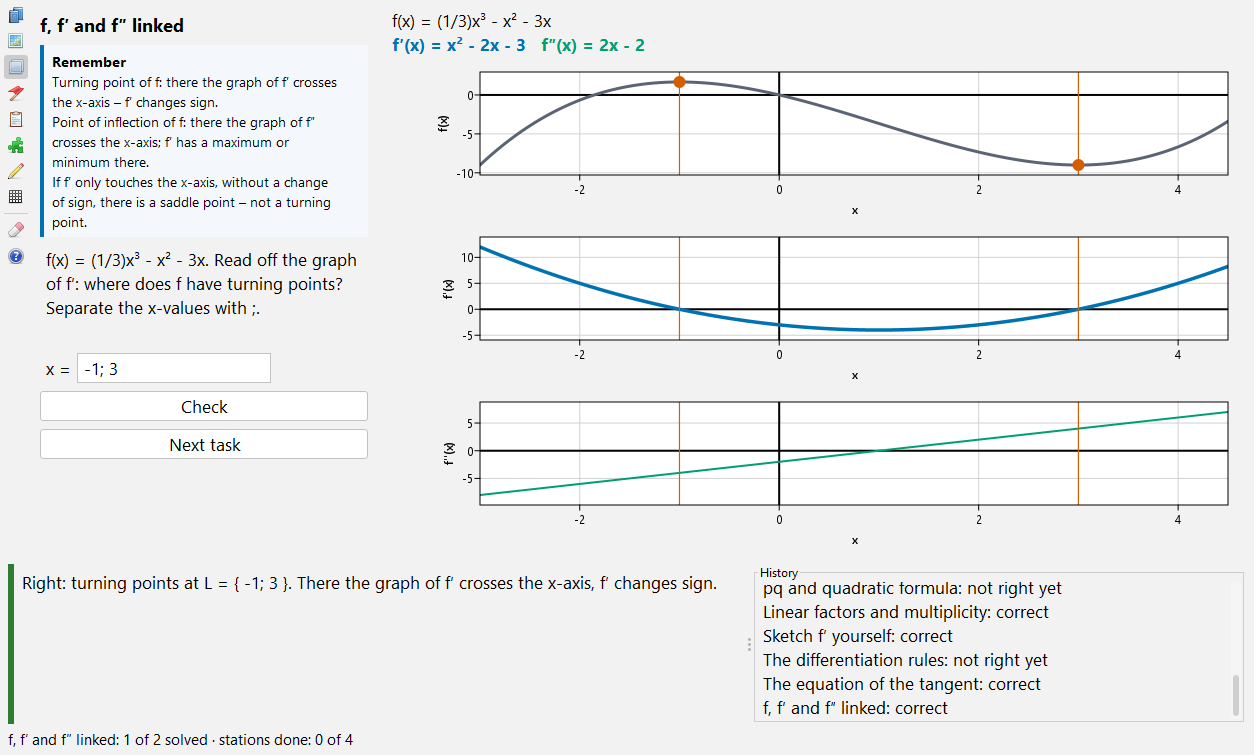 f, f′ and f″ linked
Remember
Turning point of f: there the graph of f′ crosses
the x-axis – f′ changes sign.
Point of inflection of f: there the graph of f″
crosses the x-axis; f′ has a maximum or
minimum there.
If f′ only touches the x-axis, without a change
of sign, there is a saddle point – not a turning
point.
f(x) = (1/3)x³ - x² - 3x. Read off the graph
of f′: where does f have turning points?
Separate the x-values with ;.
x = -1; 3
Check
Next task
f(x) = (1/3)x³ - x² - 3x
f′(x) = x² - 2x - 3 f″(x) = 2x - 2
f(x)
0
-5
-10
-2 0 2 4
x
f′(x)
10
5
0
-5
-2 0 2 4
x
f″(x)
5
0
-5
-2 0 2 4
x
Right: turning points at L = { -1; 3 }. There the graph of f′ crosses the x-axis, f′ changes sign.
History
pq and quadratic formula: not right yet
Linear factors and multiplicity: correct
Sketch f′ yourself: correct
The differentiation rules: not right yet
The equation of the tangent: correct
f, f′ and f″ linked: correct
f, f′ and f″ linked: 1 of 2 solved · stations done: 0 of 4